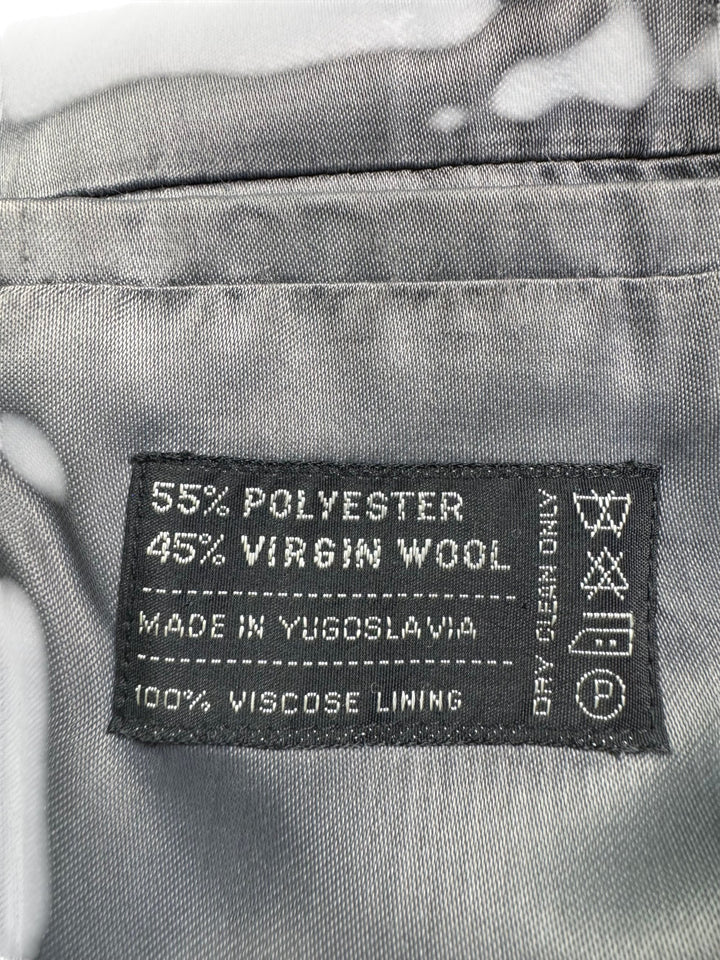 55% POLYESTER
45% VIRGIN WOOL
MADE IN YUGOSLAVIA
100% VISCOSE LINING
DRY CLEAN ONLY
P